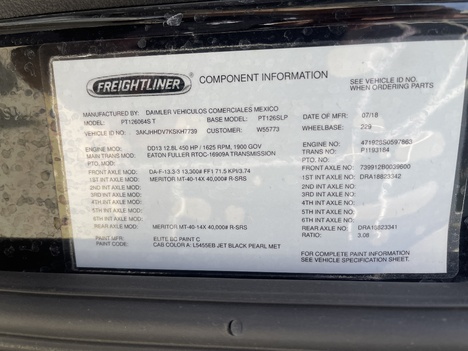 FREIGHTLINER
COMPONENT INFORMATION
SEE VEHICLE ID NO.
WHEN ORDERING PARTS
MANUFACTURED BY: DAIMLER VEHICULOS COMERCIALES MEXICO DATE OF MFR: 07/18
MODEL: PT126064S T BASE MODEL: PT126SLP WHEELBASE: 229
VEHICLE ID NO: 3AKJHHDV7KSKH7739 CUSTOMER: W55773
ENGINE MOD: DD13 12.8L 450 HP / 1625 RPM, 1900 GOV ENGINE NO: 471927S0597863
MAIN TRANS MOD: EATON FULLER RTOC-16909A TRANSMISSION MAIN TRANS NO: P1193184
PTO. MOD: PTO. NO:
FRONT AXLE MOD: DA-F-13.3-3 13,300# FF1 71.5 KPI/3.74 FRONT AXLE NO: 739912B0039600
1ST INT AXLE MOD: MERITOR MT-40-14X 40,000# R-SRS 1ST INT AXLE NO: DRA18823342
2ND INT AXLE MOD: 2ND INT AXLE NO:
3RD INT AXLE MOD: 3RD INT AXLE NO:
4TH INT AXLE MOD: 4TH INT AXLE NO:
5TH INT AXLE MOD: 5TH INT AXLE NO:
6TH INT AXLE MOD: 6TH INT AXLE NO:
REAR AXLE MOD: MERITOR MT-40-14X 40,000# R-SRS REAR AXLE NO: DRA18823341
RATIO: 3.08
PAINT MFR: ELITE BC PAINT C
PAINT CODE: CAB COLOR A: L5455EB JET BLACK PEARL MET
FOR COMPLETE PAINT INFORMATION
SEE VEHICLE SPECIFICATION SHEET.